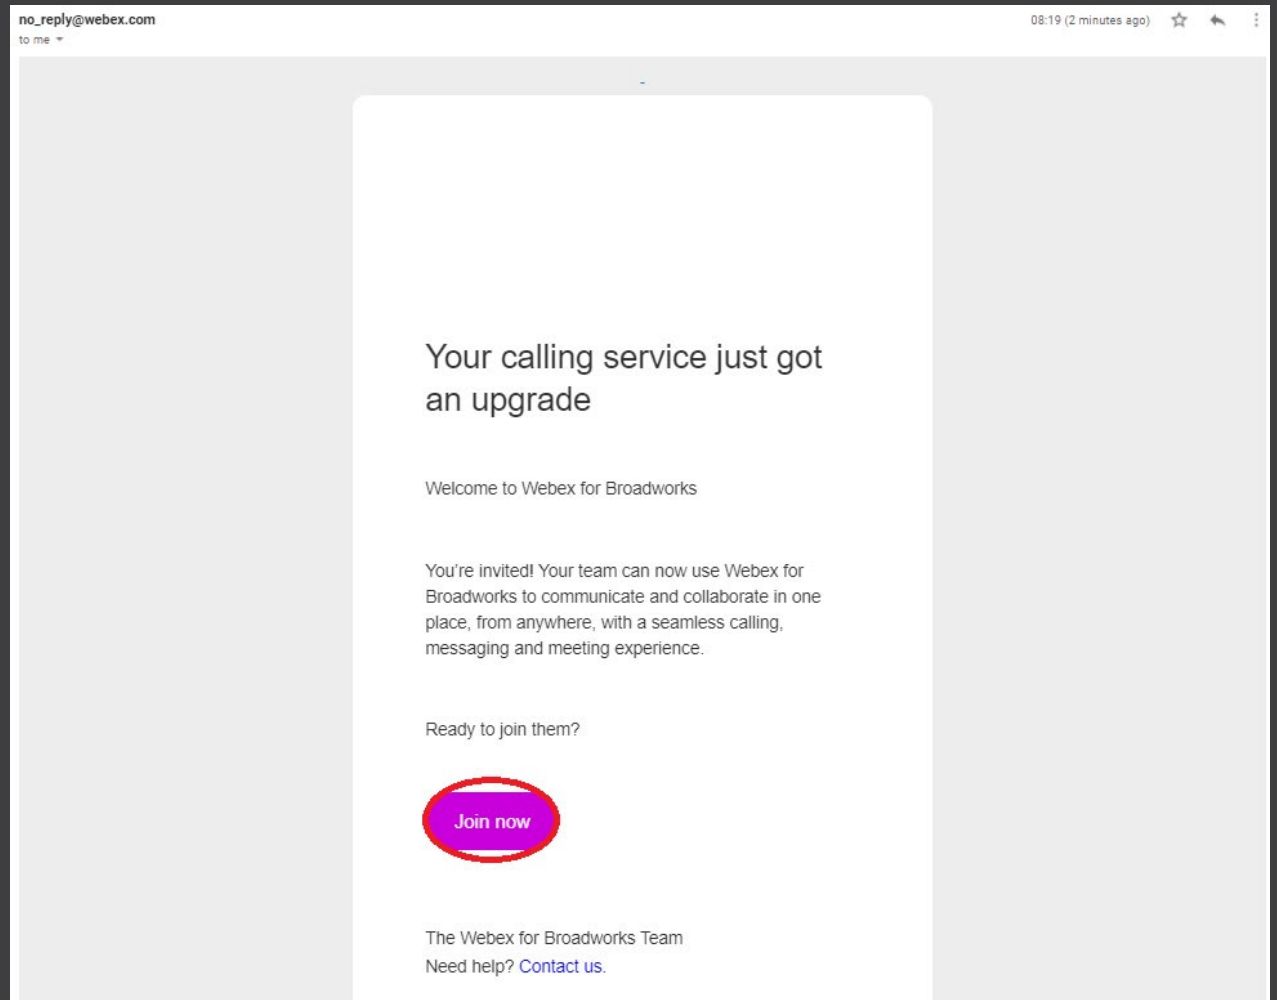 no_reply@webex.com
08:19 (2 minutes ago)
to me
Your calling service just got
an upgrade
Welcome to Webex for Broadworks
You're invited! Your team can now use Webex for
Broadworks to communicate and collaborate in one
place, from anywhere, with a seamless calling,
messaging and meeting experience.
Ready to join them?
Join now
The Webex for Broadworks Team
Need help? Contact us.